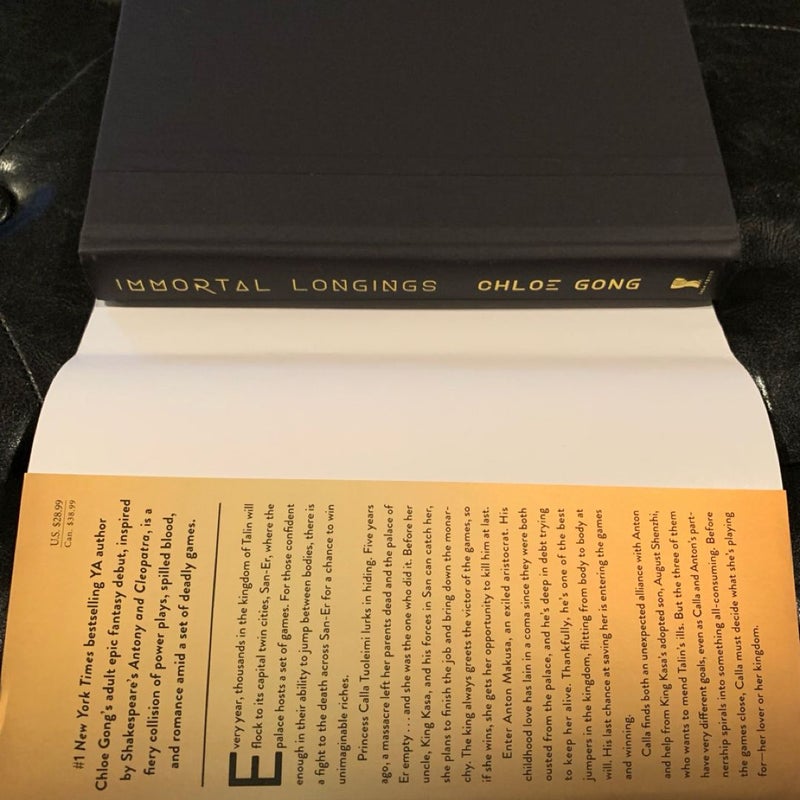 IMMORTAL LONGINGS CHLOE GONG
U.S. $28.99
Can. $38.99
#1 New York Times bestselling YA author
Chloe Gong's adult epic fantasy debut, inspired
by Shakespeare's Antony and Cleopatra, is a
fiery collision of power plays, spilled blood,
and romance amid a set of deadly games.
Every year, thousands in the kingdom of Talin will
flock to its capital twin cities, San-Er, where the
palace hosts a set of games. For those confident
enough in their ability to jump between bodies, there is
a fight to the death across San-Er for a chance to win
unimaginable riches.
Princess Calla Tuoleimi lurks in hiding. Five years
ago, a massacre left her parents dead and the palace of
Er empty . . . and she was the one who did it. Before her
uncle, King Kasa, and his forces in San can catch her,
she plans to finish the job and bring down the monar-
chy. The king always greets the victor of the games, so
if she wins, she gets her opportunity to kill him at last.
Enter Anton Makusa, an exiled aristocrat. His
childhood love has lain in a coma since they were both
ousted from the palace, and he's deep in debt trying
to keep her alive. Thankfully, he's one of the best
jumpers in the kingdom, flitting from body to body at
will. His last chance at saving her is entering the games
and winning.
Calla finds both an unexpected alliance with Anton
and help from King Kasa's adopted son, August Shenzhi,
who wants to mend Talin's ills. But the three of them
have very different goals, even as Calla and Anton's part-
nership spirals into something all-consuming. Before
the games close, Calla must decide what she's playing
for—her lover or her kingdom.